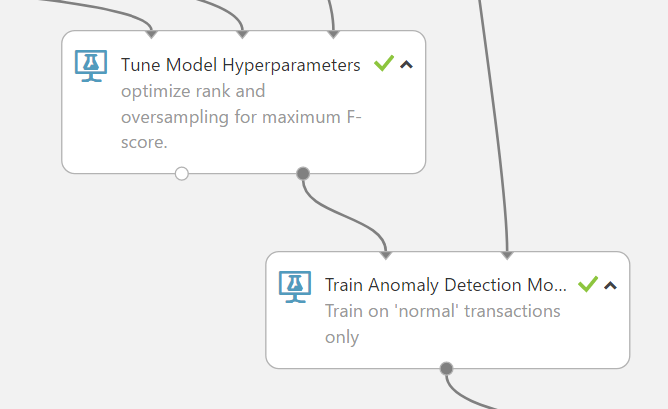 Tune Model Hyperparameters
optimize rank and
oversampling for maximum F-
score.
Train Anomaly Detection Mo...
Train on 'normal' transactions
only